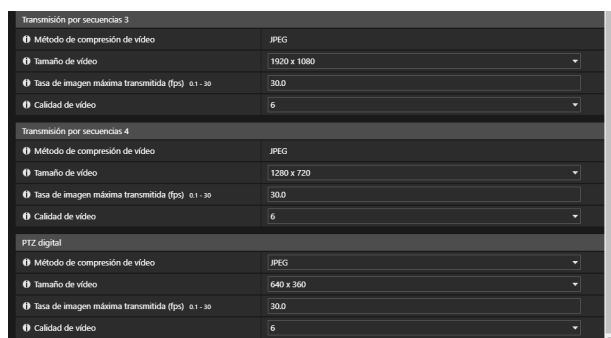 Transmisión por secuencias 3
Método de compresión de vídeo JPEG
Tamaño de vídeo 1920 x 1080
Tasa de imagen máxima transmitida (fps) 0.1 - 30 30.0
Calidad de vídeo 6
Transmisión por secuencias 4
Método de compresión de vídeo JPEG
Tamaño de vídeo 1280 x 720
Tasa de imagen máxima transmitida (fps) 0.1 - 30 30.0
Calidad de vídeo 6
PTZ digital
Método de compresión de vídeo JPEG
Tamaño de vídeo 640 x 360
Tasa de imagen máxima transmitida (fps) 0.1 - 30 30.0
Calidad de vídeo 6